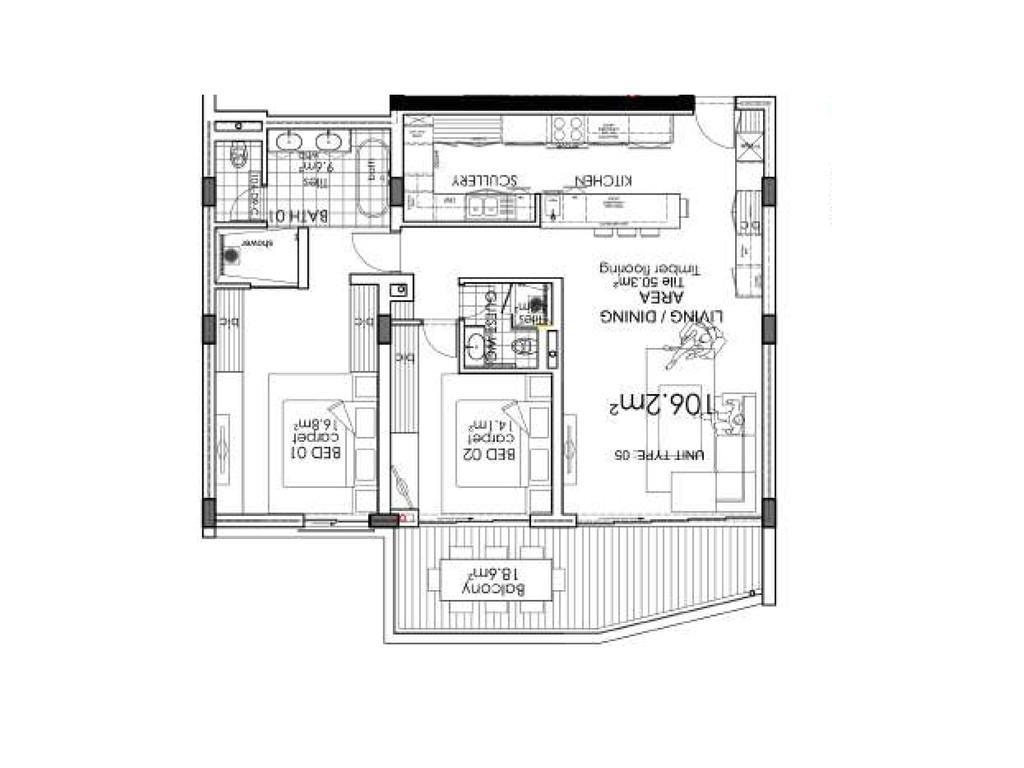 shower
bath
9.6m²
Tiles
BATH 01
SCULLERY
KITCHEN
b/c
LIVING / DINING
AREA
Tile 50.3m²
Timber flooring
106.2m²
UNIT TYPE: 05
GUEST WC
Tiles
b/c
b/c
b/c
BED 01
carpet
16.8m²
BED 02
carpet
14.1m²
Balcony
18.6m²